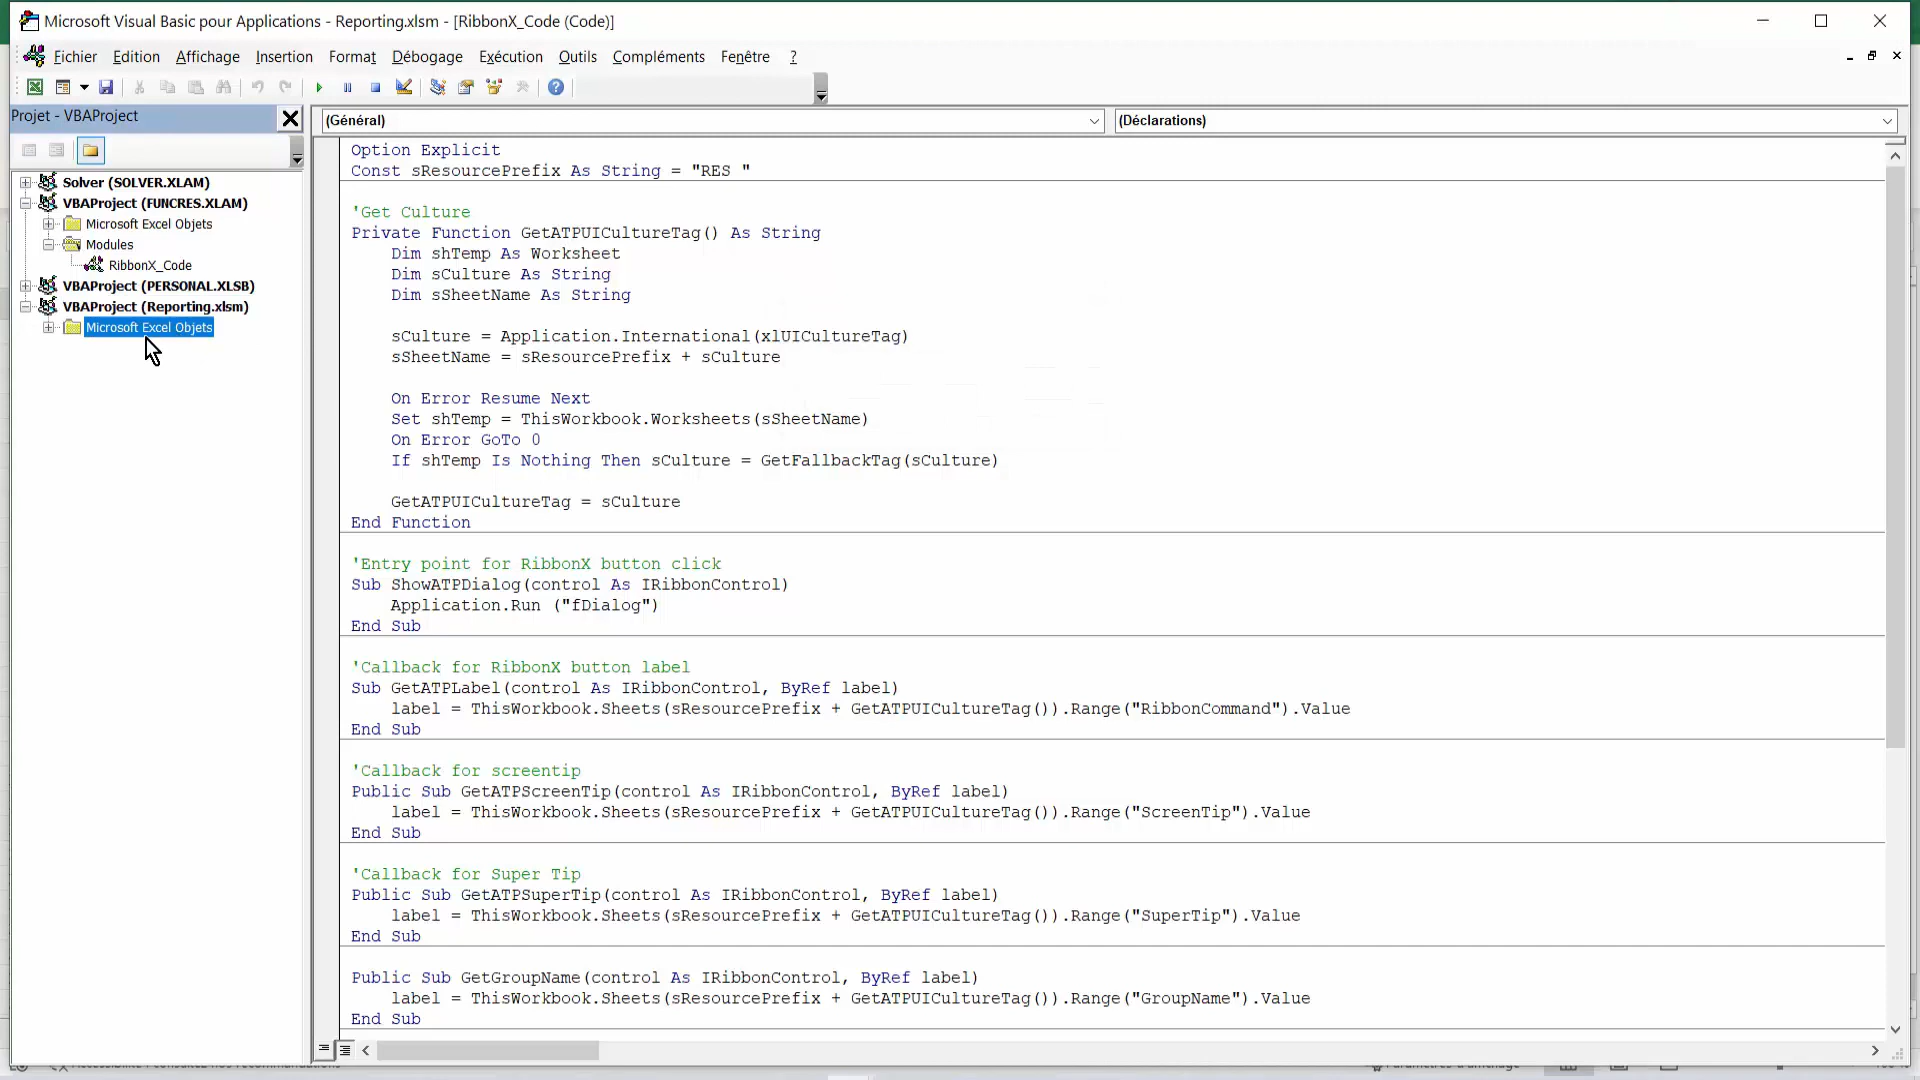 Microsoft Visual Basic pour Applications - Reporting.xlsm - [RibbonX_Code (Code)]
Fichier Edition Affichage Insertion Format Débogage Exécution Outils Compléments Fenêtre ?
Projet - VBAProject
(Général)
(Déclarations)
Solver (SOLVER.XLAM)
VBAProject (FUNCRES.XLAM)
Microsoft Excel Objets
Modules
RibbonX_Code
VBAProject (PERSONAL.XLSB)
VBAProject (Reporting.xlsm)
Microsoft Excel Objets
Option Explicit
Const sResourcePrefix As String = "RES "
'Get Culture
Private Function GetATPUICultureTag() As String
Dim shTemp As Worksheet
Dim sCulture As String
Dim sSheetName As String
sCulture = Application.International(xlUICultureTag)
sSheetName = sResourcePrefix + sCulture
On Error Resume Next
Set shTemp = ThisWorkbook.Worksheets(sSheetName)
On Error GoTo 0
If shTemp Is Nothing Then sCulture = GetFallbackTag(sCulture)
GetATPUICultureTag = sCulture
End Function
'Entry point for RibbonX button click
Sub ShowATPDialog(control As IRibbonControl)
Application.Run ("fDialog")
End Sub
'Callback for RibbonX button label
Sub GetATPLabel(control As IRibbonControl, ByRef label)
label = ThisWorkbook.Sheets(sResourcePrefix + GetATPUICultureTag()).Range("RibbonCommand").Value
End Sub
'Callback for screentip
Public Sub GetATPScreenTip(control As IRibbonControl, ByRef label)
label = ThisWorkbook.Sheets(sResourcePrefix + GetATPUICultureTag()).Range("ScreenTip").Value
End Sub
'Callback for Super Tip
Public Sub GetATPSuperTip(control As IRibbonControl, ByRef label)
label = ThisWorkbook.Sheets(sResourcePrefix + GetATPUICultureTag()).Range("SuperTip").Value
End Sub
Public Sub GetGroupName(control As IRibbonControl, ByRef label)
label = ThisWorkbook.Sheets(sResourcePrefix + GetATPUICultureTag()).Range("GroupName").Value
End Sub